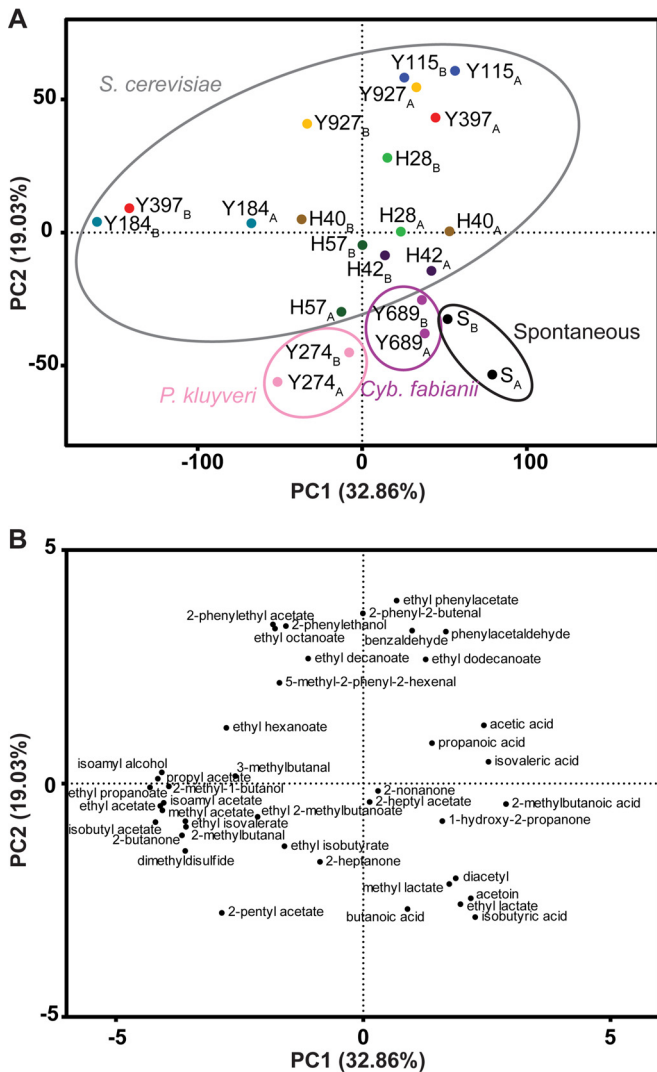 A
S. cerevisiae
Y115B
Y115A
Y927A
Y927B
Y397A
H28B
Y397B
Y184B
Y184A
H40B
H28A
H40A
H57B
H42B
H42A
H57A
Y689B
Y689A
SB
Spontaneous
SA
Y274B
Y274A
P. kluyveri
Cyb. fabianii
50
0
-50
PC2 (19.03%)
-100
0
100
PC1 (32.86%)
B
5
0
-5
PC2 (19.03%)
ethyl phenylacetate
2-phenylethyl acetate
2-phenyl-2-butenal
2-phenylethanol
ethyl octanoate
benzaldehyde
phenylacetaldehyde
ethyl decanoate
ethyl dodecanoate
5-methyl-2-phenyl-2-hexenal
ethyl hexanoate
acetic acid
propanoic acid
isovaleric acid
isoamyl alcohol
3-methylbutanal
propyl acetate
ethyl propanoate
2-methyl-1-butanol
2-nonanone
ethyl acetate
isoamyl acetate
2-heptyl acetate
2-methylbutanoic acid
methyl acetate
ethyl 2-methylbutanoate
1-hydroxy-2-propanone
isobutyl acetate
ethyl isovalerate
2-butanone
2-methylbutanal
ethyl isobutyrate
dimethyldisulfide
2-heptanone
diacetyl
methyl lactate
acetoin
2-pentyl acetate
butanoic acid
ethyl lactate
isobutyric acid
-5
0
5
PC1 (32.86%)